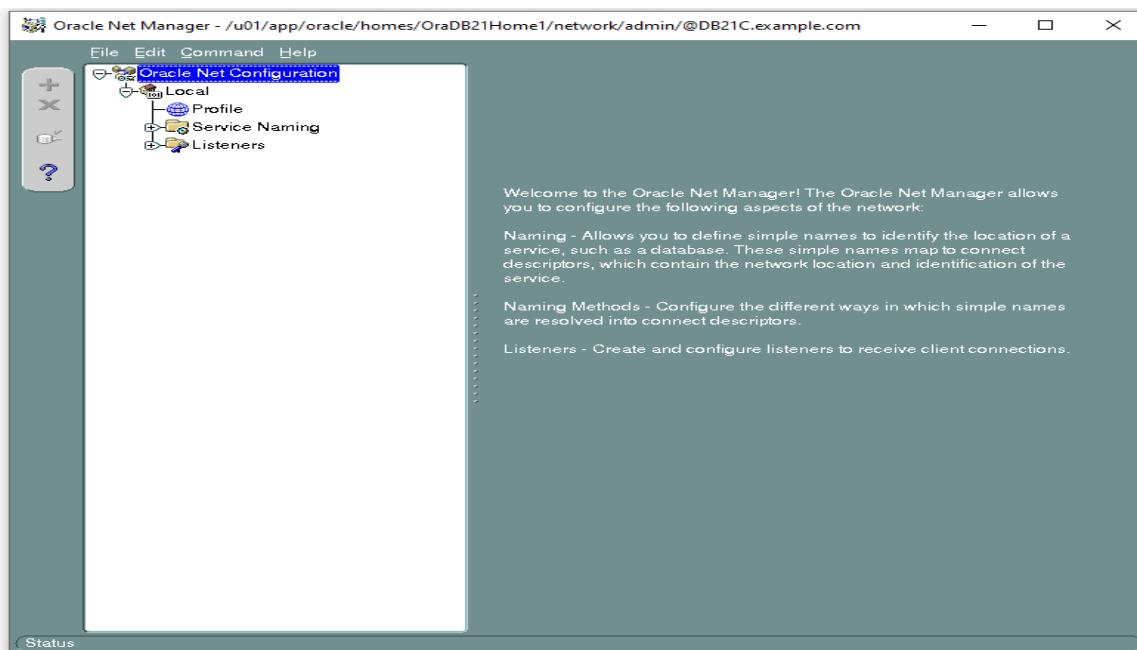 Oracle Net Manager - /u01/app/oracle/homes/OraDB21Home1/network/admin/@DB21C.example.com
File Edit Command Help
Oracle Net Configuration
Local
Profile
Service Naming
Listeners
Welcome to the Oracle Net Manager! The Oracle Net Manager allows
you to configure the following aspects of the network:
Naming - Allows you to define simple names to identify the location of a
service, such as a database. These simple names map to connect
descriptors, which contain the network location and identification of the
service.
Naming Methods - Configure the different ways in which simple names
are resolved into connect descriptors.
Listeners - Create and configure listeners to receive client connections.
Status